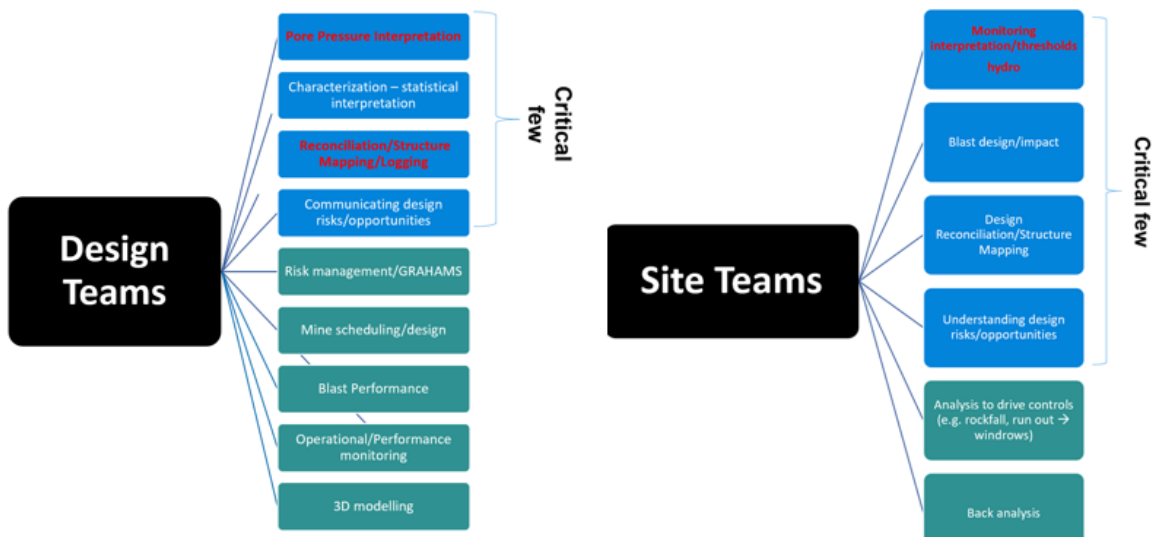 Design
Teams
Pore Pressure Interpretation
Characterization – statistical
interpretation
Reconciliation/Structure
Mapping/Logging
Communicating design
risks/opportunities
Risk management/GRAHAMS
Mine scheduling/design
Blast Performance
Operational/Performance
monitoring
3D modelling
Critical
few
Site Teams
Monitoring
interpretation/thresholds
hydro
Blast design/impact
Design
Reconciliation/Structure
Mapping
Understanding design
risks/opportunities
Analysis to drive controls
(e.g. rockfall, run out →
windrows)
Back analysis
Critical few